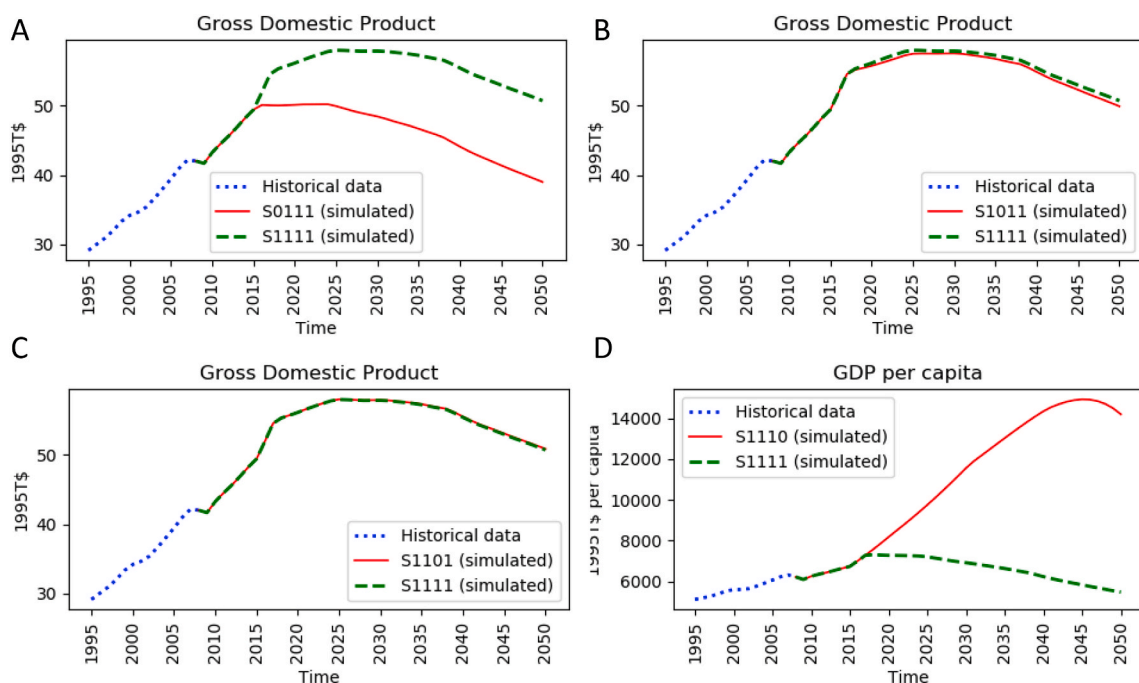 A
Gross Domestic Product
1995T$
50
40
30
Historical data
S0111 (simulated)
S1111 (simulated)
1995
2000
2005
2010
2015
2020
2025
2030
2035
2040
2045
2050
Time
B
Gross Domestic Product
1995T$
50
40
30
Historical data
S1011 (simulated)
S1111 (simulated)
1995
2000
2005
2010
2015
2020
2025
2030
2035
2040
2045
2050
Time
C
Gross Domestic Product
1995T$
50
40
30
Historical data
S1101 (simulated)
S1111 (simulated)
1995
2000
2005
2010
2015
2020
2025
2030
2035
2040
2045
2050
Time
D
GDP per capita
1995T$ per capita
14000
12000
10000
8000
6000
Historical data
S1110 (simulated)
S1111 (simulated)
1995
2000
2005
2010
2015
2020
2025
2030
2035
2040
2045
2050
Time